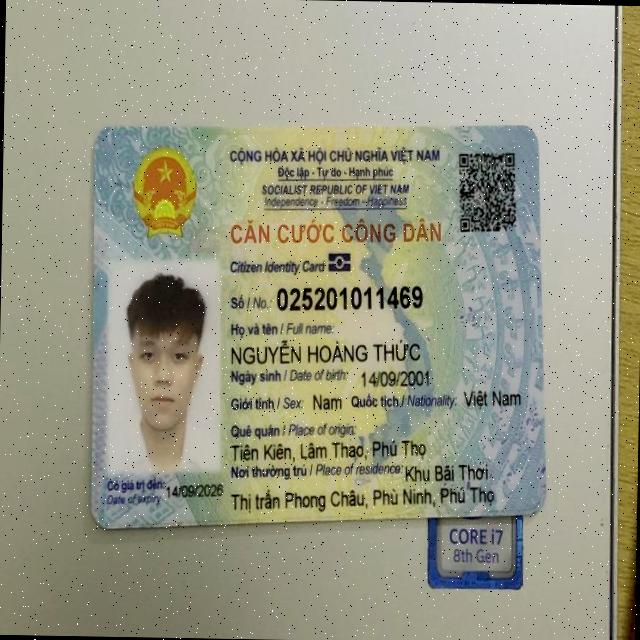 CỘNG HÒA XÃ HỘI CHỦ NGHĨA VIỆT NAM
Độc lập - Tự do - Hạnh phúc
SOCIALIST REPUBLIC OF VIET NAM
Independence - Freedom - Happiness
CĂN CƯỚC CÔNG DÂN
Citizen Identity Card
Số / No. 025201011469
Họ và tên / Full name:
NGUYỄN HOÀNG THỨC
Ngày sinh / Date of birth: 14/09/2001
Giới tính / Sex: Nam Quốc tịch / Nationality: Việt Nam
Quê quán / Place of origin:
Tiên Kiên, Lâm Thao, Phú Thọ
Nơi thường trú / Place of residence: Khu Bãi Thơi
Thị trấn Phong Châu, Phù Ninh, Phú Thọ
Có giá trị đến: 14/09/2026
Date of expiry
CORE i7
8th Gen